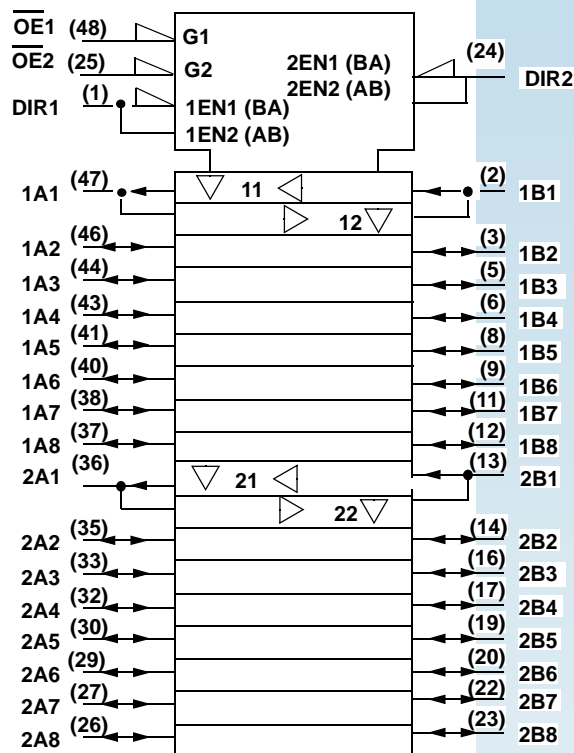 OE1 (48) G1
OE2 (25) G2 2EN1 (BA) (24) DIR2
2EN2 (AB)
DIR1 (1) 1EN1 (BA)
1EN2 (AB)
1A1 (47) 11 (2) 1B1
12
1A2 (46) (3) 1B2
1A3 (44) (5) 1B3
1A4 (43) (6) 1B4
1A5 (41) (8) 1B5
1A6 (40) (9) 1B6
1A7 (38) (11) 1B7
1A8 (37) (12) 1B8
2A1 (36) 21 (13) 2B1
22
2A2 (35) (14) 2B2
2A3 (33) (16) 2B3
2A4 (32) (17) 2B4
2A5 (30) (19) 2B5
2A6 (29) (20) 2B6
2A7 (27) (22) 2B7
2A8 (26) (23) 2B8